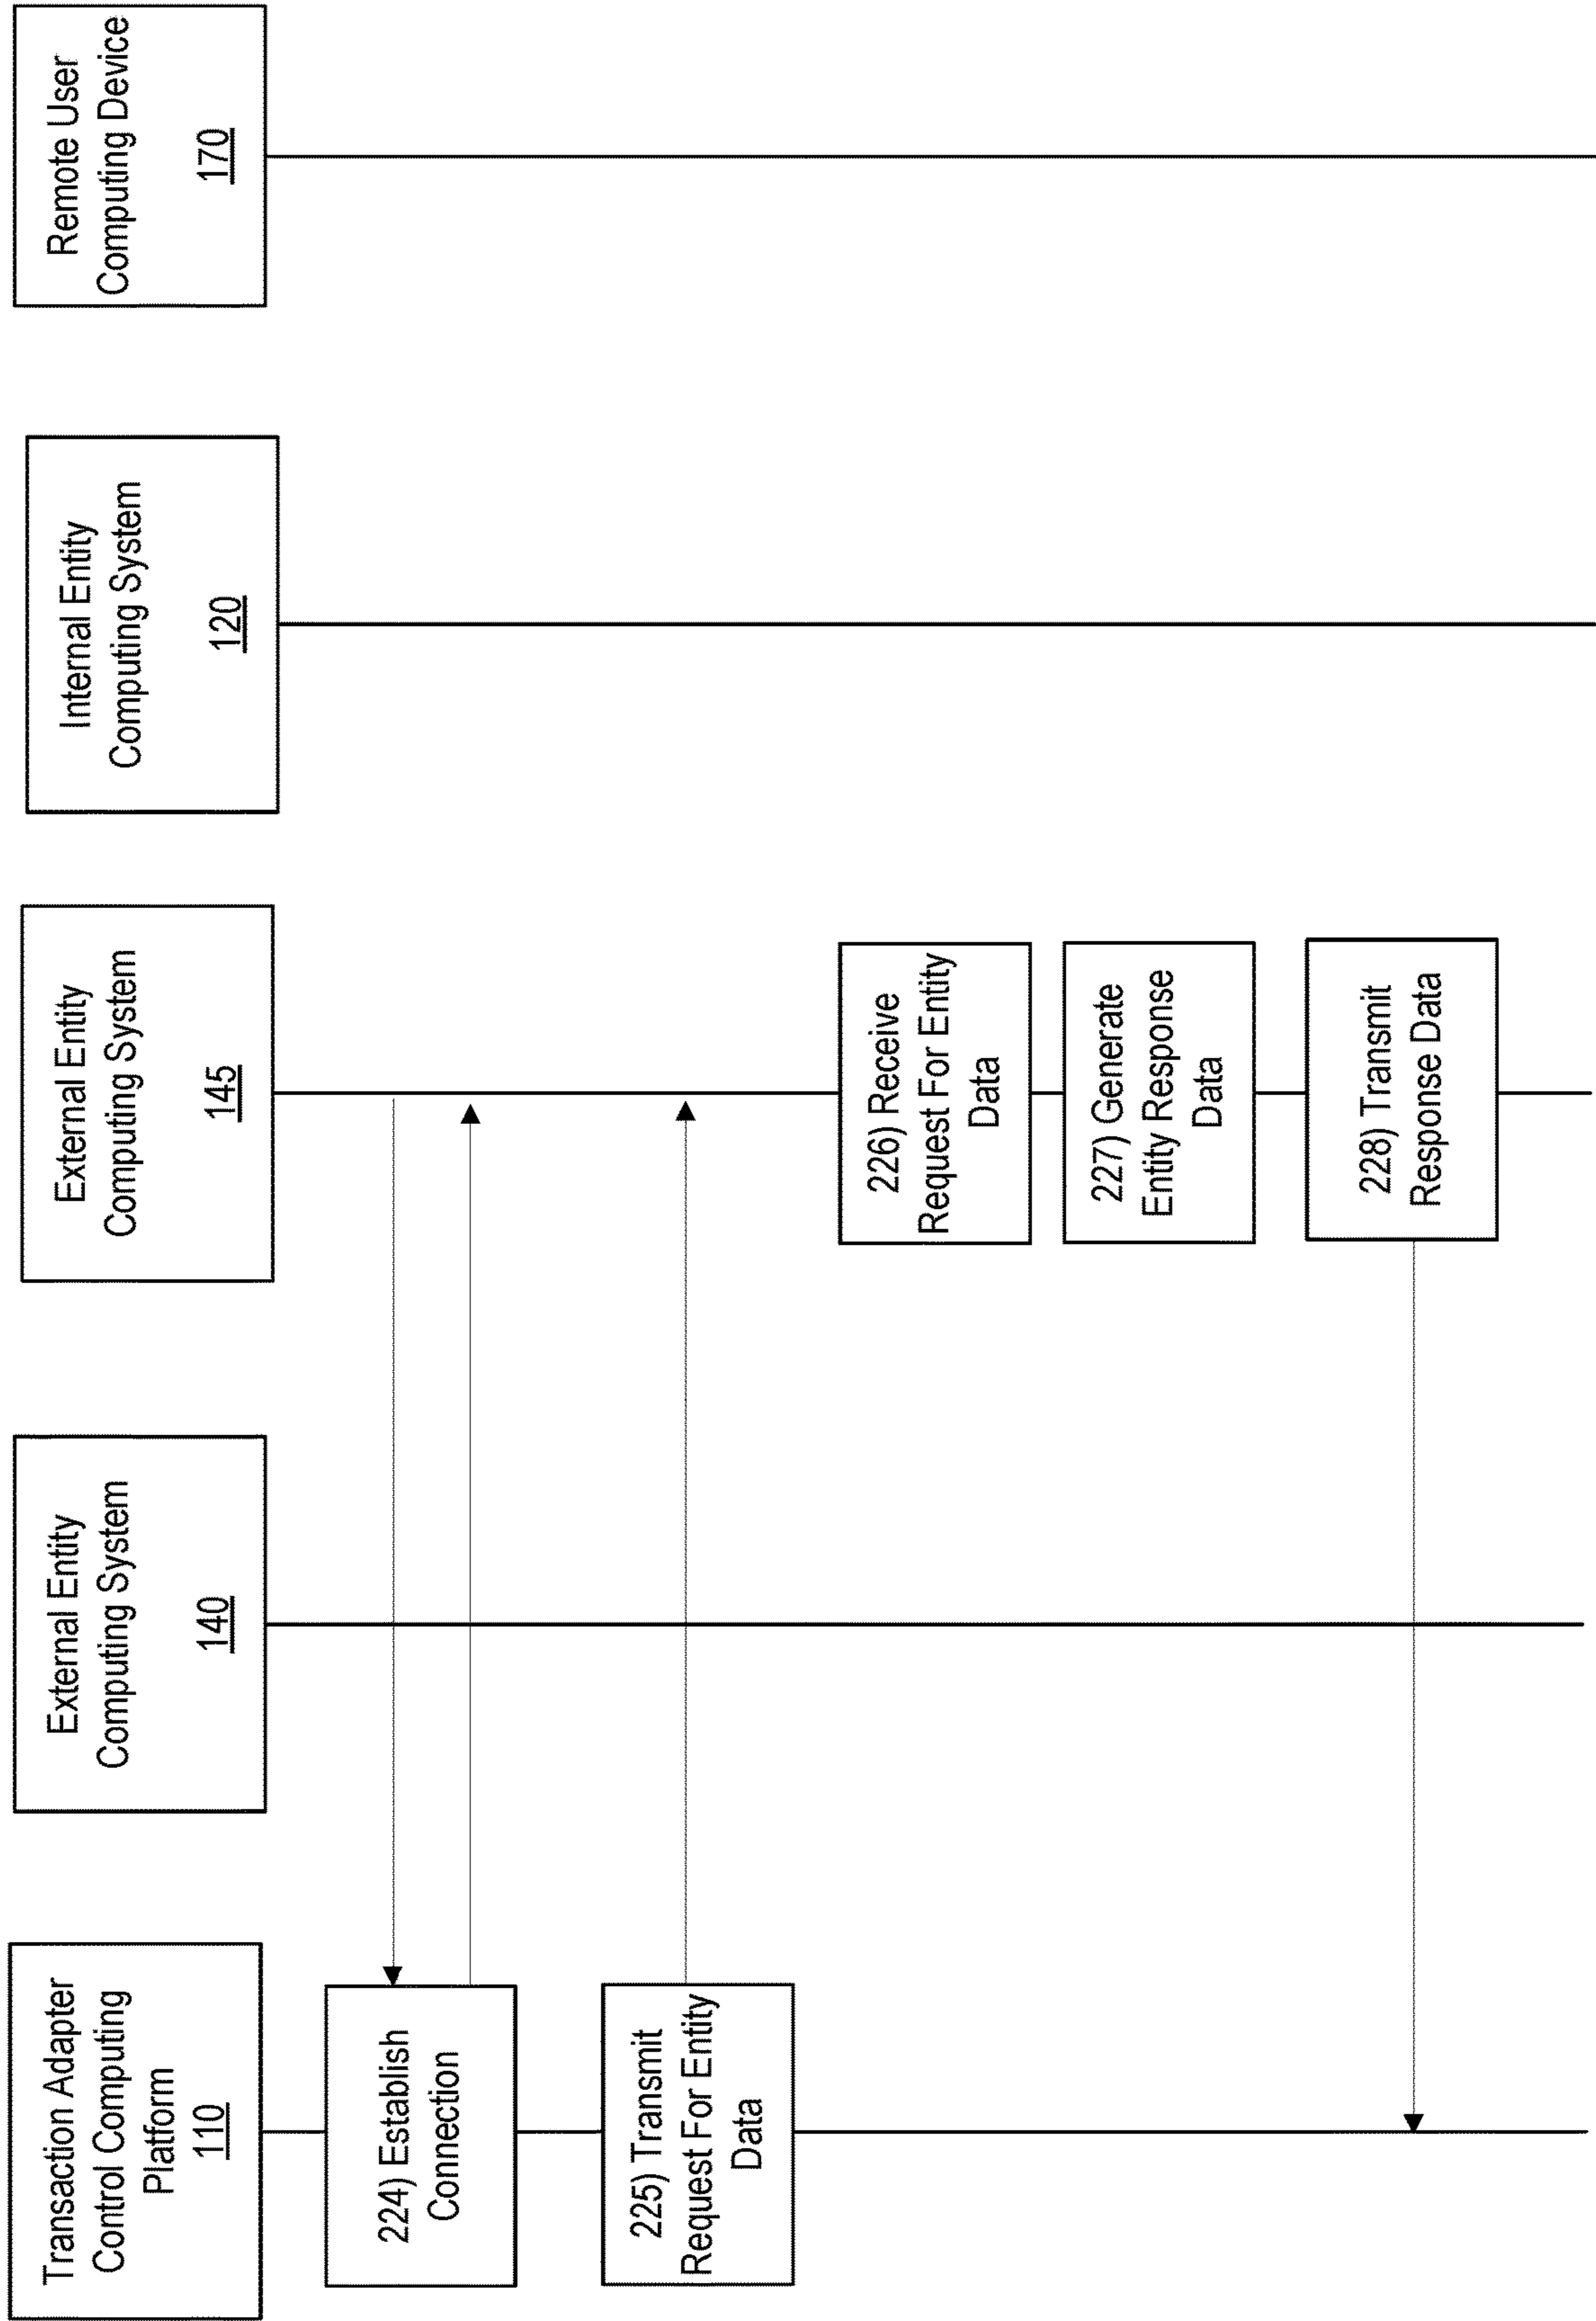 Transaction Adapter
Control Computing
Platform
110
External Entity
Computing System
140
External Entity
Computing System
145
Internal Entity
Computing System
120
Remote User
Computing Device
170
224) Establish
Connection
225) Transmit
Request For Entity
Data
226) Receive
Request For Entity
Data
227) Generate
Entity Response
Data
228) Transmit
Response Data